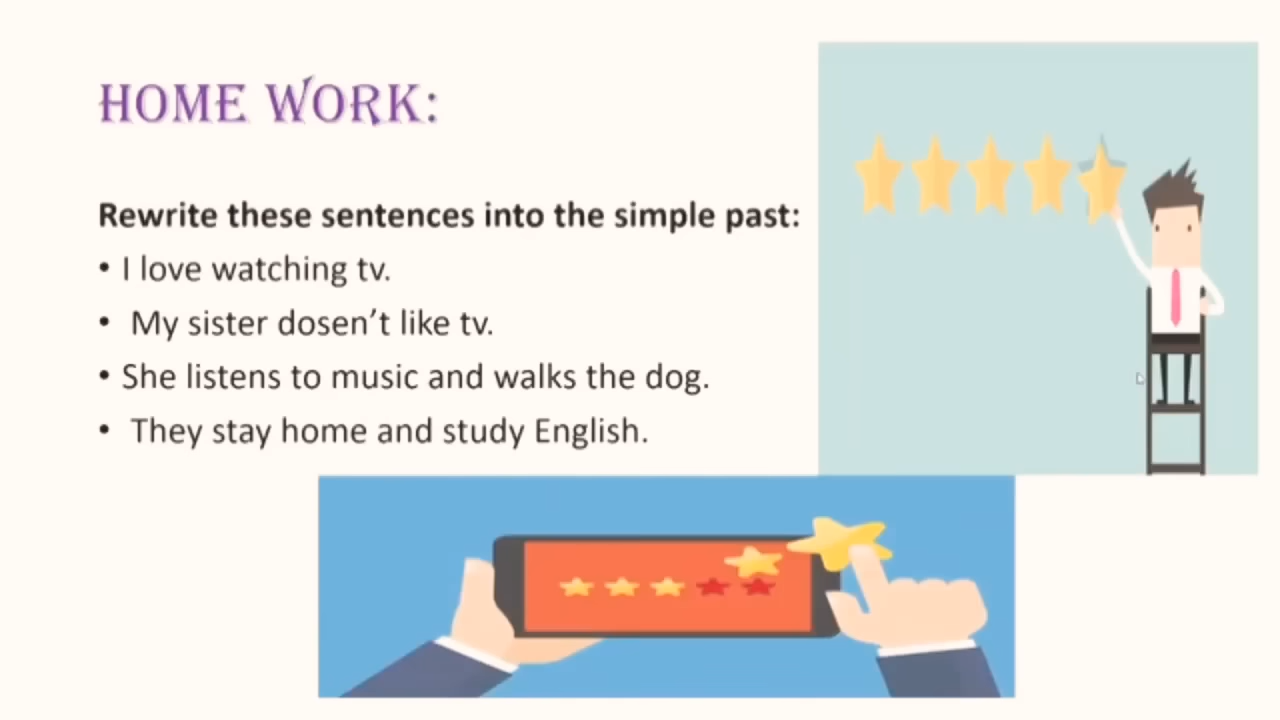 HOME WORK:
Rewrite these sentences into the simple past:
• I love watching tv.
• My sister dosen’t like tv.
• She listens to music and walks the dog.
• They stay home and study English.